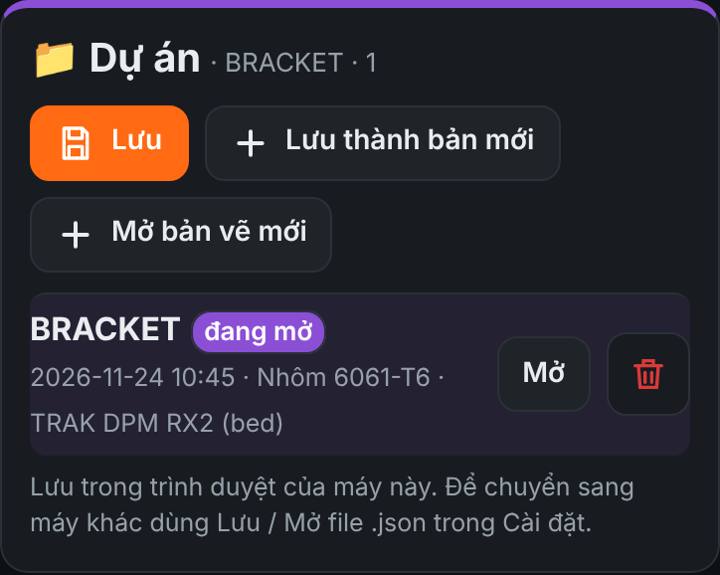 Dự án · BRACKET · 1
Lưu
Lưu thành bản mới
Mở bản vẽ mới
BRACKET đang mở
2026-11-24 10:45 · Nhôm 6061-T6 ·
TRAK DPM RX2 (bed)
Mở
Lưu trong trình duyệt của máy này. Để chuyển sang
máy khác dùng Lưu / Mở file .json trong Cài đặt.